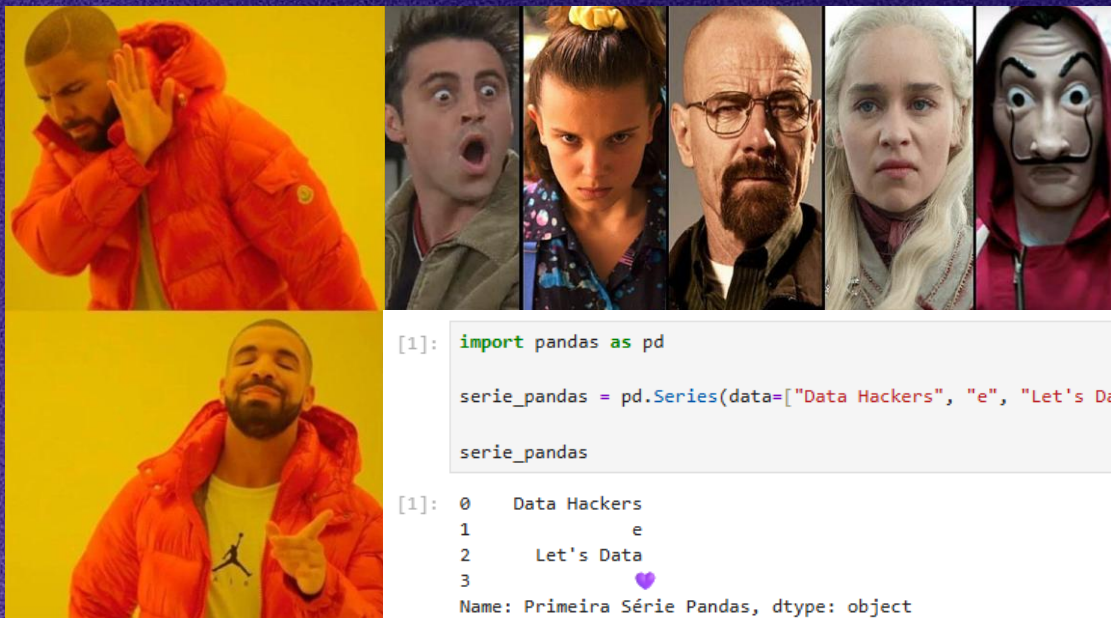 [1]: import pandas as pd
serie_pandas = pd.Series(data=["Data Hackers", "e", "Let's Da
serie_pandas
[1]: 0 Data Hackers
1 e
2 Let's Data
3 💜
Name: Primeira Série Pandas, dtype: object